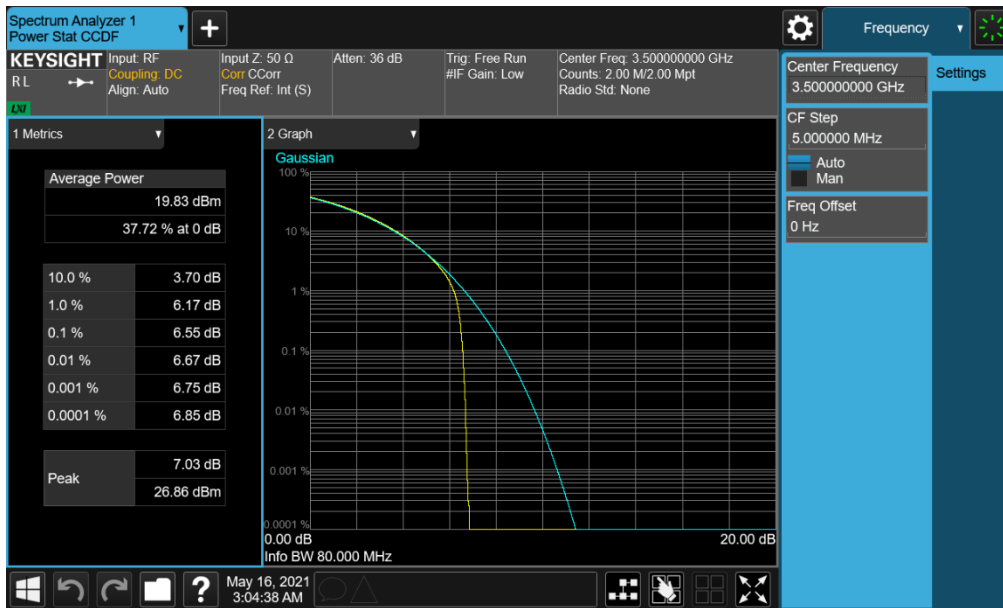 Spectrum Analyzer 1
Power Stat CCDF
+
Frequency
KEYSIGHT
R L
LXI
Input: RF
Coupling: DC
Align: Auto
Input Z: 50 Ω
Corr CCorr
Freq Ref: Int (S)
Atten: 36 dB
Trig: Free Run
#IF Gain: Low
Center Freq: 3.500000000 GHz
Counts: 2.00 M/2.00 Mpt
Radio Std: None
Center Frequency
3.500000000 GHz
Settings
CF Step
5.000000 MHz
Auto
Man
Freq Offset
0 Hz
1 Metrics
Average Power
19.83 dBm
37.72 % at 0 dB
10.0 % 3.70 dB
1.0 % 6.17 dB
0.1 % 6.55 dB
0.01 % 6.67 dB
0.001 % 6.75 dB
0.0001 % 6.85 dB
Peak
7.03 dB
26.86 dBm
2 Graph
Gaussian
100 %
10 %
1 %
0.1 %
0.01 %
0.001 %
0.0001 %
0.00 dB 20.00 dB
Info BW 80.000 MHz
?
May 16, 2021
3:04:38 AM